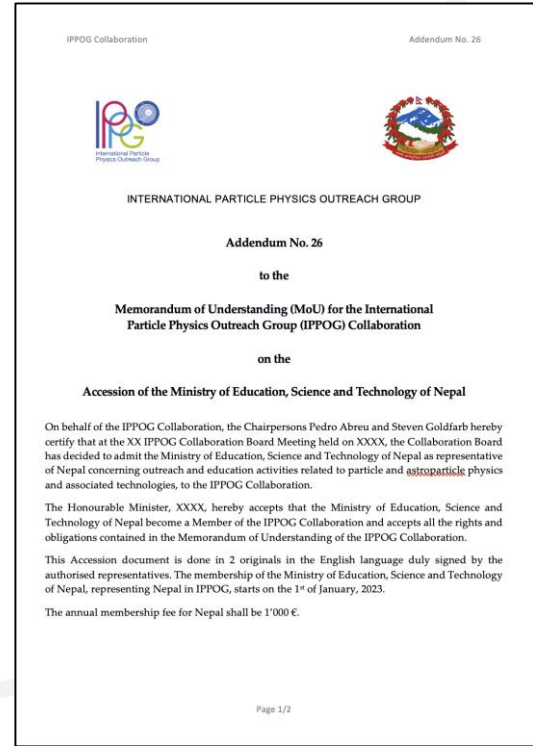 IPPOG Collaboration
Addendum No. 26
International Particle
Physics Outreach Group
INTERNATIONAL PARTICLE PHYSICS OUTREACH GROUP
Addendum No. 26
to the
Memorandum of Understanding (MoU) for the International
Particle Physics Outreach Group (IPPOG) Collaboration
on the
Accession of the Ministry of Education, Science and Technology of Nepal
On behalf of the IPPOG Collaboration, the Chairpersons Pedro Abreu and Steven Goldfarb hereby
certify that at the XX IPPOG Collaboration Board Meeting held on XXXX, the Collaboration Board
has decided to admit the Ministry of Education, Science and Technology of Nepal as representative
of Nepal concerning outreach and education activities related to particle and astroparticle physics
and associated technologies, to the IPPOG Collaboration.
The Honourable Minister, XXXX, hereby accepts that the Ministry of Education, Science and
Technology of Nepal become a Member of the IPPOG Collaboration and accepts all the rights and
obligations contained in the Memorandum of Understanding of the IPPOG Collaboration.
This Accession document is done in 2 originals in the English language duly signed by the
authorised representatives. The membership of the Ministry of Education, Science and Technology
of Nepal, representing Nepal in IPPOG, starts on the 1st of January, 2023.
The annual membership fee for Nepal shall be 1'000 €.
Page 1/2